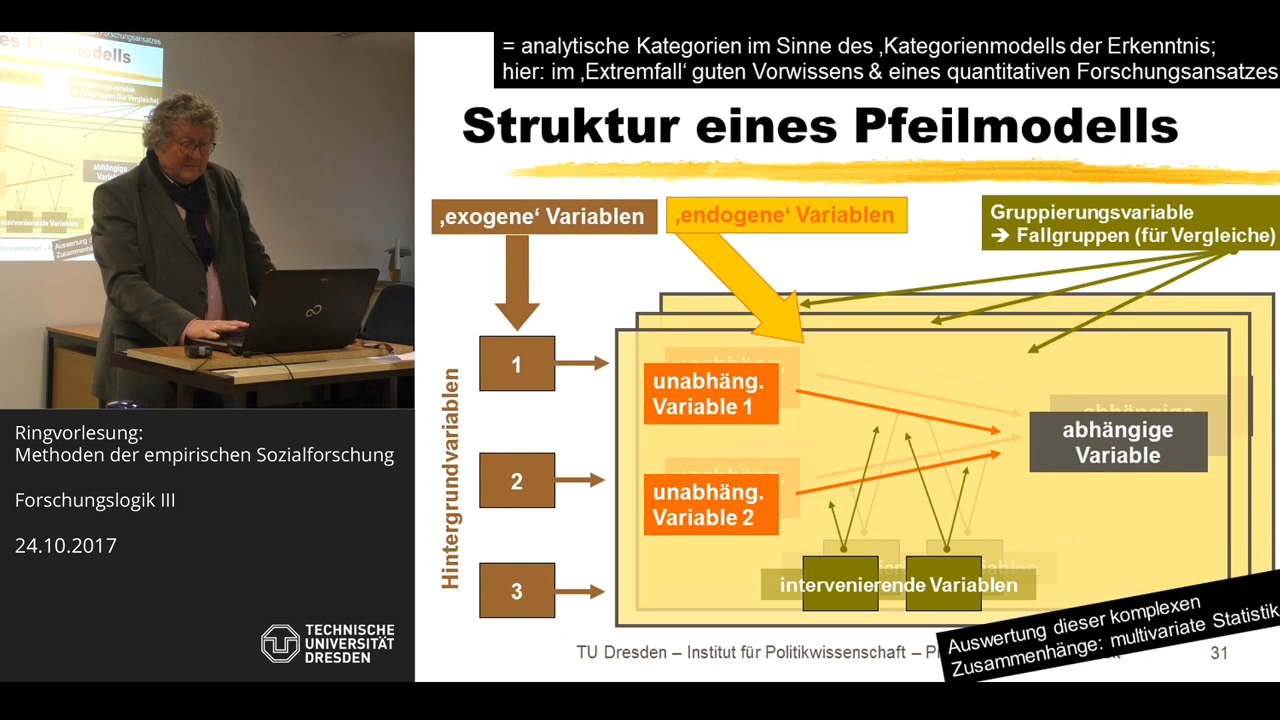 = analytische Kategorien im Sinne des ‚Kategorienmodells der Erkenntnis;
hier: im ‚Extremfall‘ guten Vorwissens & eines quantitativen Forschungsansatzes
Struktur eines Pfeilmodells
‚exogene‘ Variablen
‚endogene‘ Variablen
Gruppierungsvariable
➔ Fallgruppen (für Vergleiche)
Hintergrundvariablen
1
2
3
unabhäng.
Variable 1
unabhäng.
Variable 2
abhängige
Variable
intervenierende Variablen
Auswertung dieser komplexen
Zusammenhänge: multivariate Statistik
TU Dresden – Institut für Politikwissenschaft –
31
Ringvorlesung:
Methoden der empirischen Sozialforschung
Forschungslogik III
24.10.2017
TECHNISCHE
UNIVERSITÄT
DRESDEN